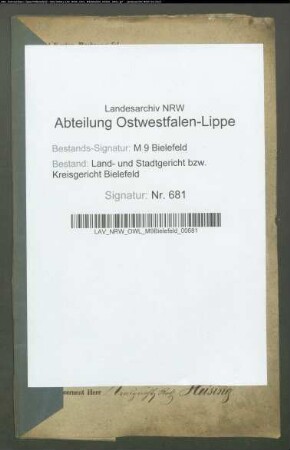 Landesarchiv NRW
Abteilung Ostwestfalen-Lippe
Bestands-Signatur: M 9 Bielefeld
Bestand: Land- und Stadtgericht bzw.
Kreisgericht Bielefeld
Signatur: Nr. 681
LAV_NRW_OWL_M9Bielefeld_00681
Herr